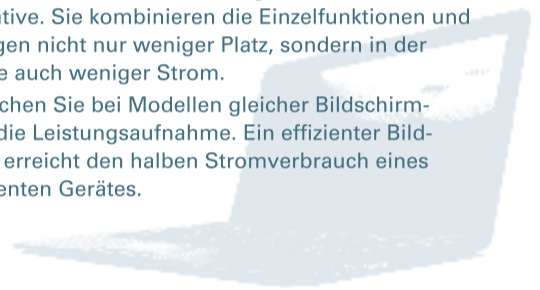 tive. Sie kombinieren die Einzelfunktionen und
gen nicht nur weniger Platz, sondern in der
e auch weniger Strom.
chen Sie bei Modellen gleicher Bildschirm-
die Leistungsaufnahme. Ein effizienter Bild-
erreicht den halben Stromverbrauch eines
enten Gerätes.